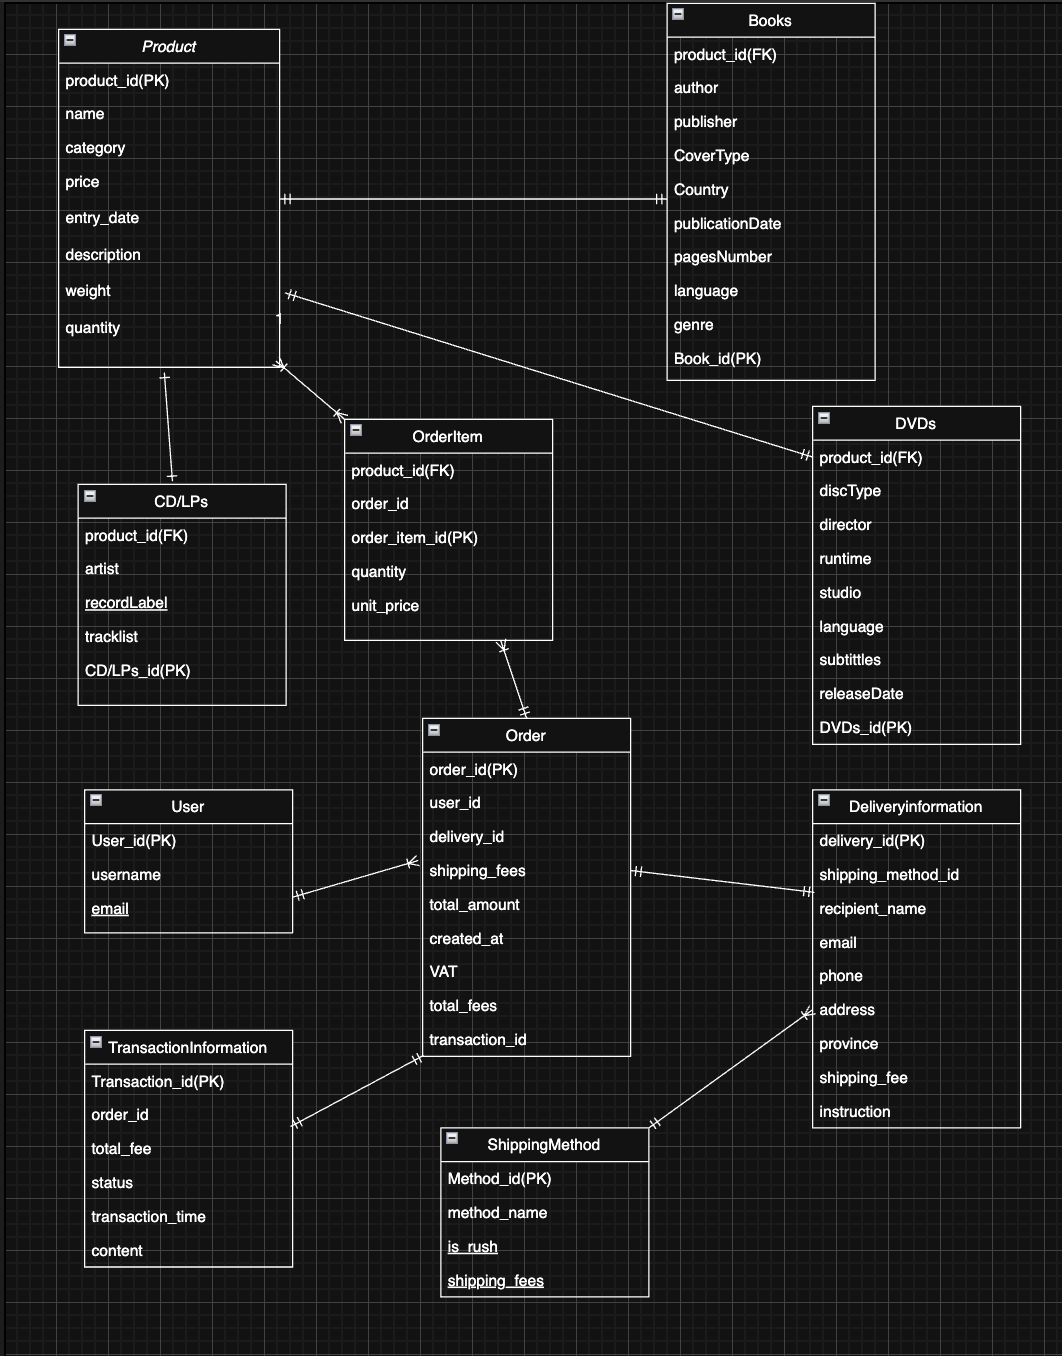 Product
product_id(PK)
name
category
price
entry_date
description
weight
quantity
1
Books
product_id(FK)
author
publisher
CoverType
Country
publicationDate
pagesNumber
language
genre
Book_id(PK)
OrderItem
product_id(FK)
order_id
order_item_id(PK)
quantity
unit_price
DVDs
product_id(FK)
discType
director
runtime
studio
language
subtittles
releaseDate
DVDs_id(PK)
CD/LPs
product_id(FK)
artist
recordLabel
tracklist
CD/LPs_id(PK)
Order
order_id(PK)
user_id
delivery_id
shipping_fees
total_amount
created_at
VAT
total_fees
transaction_id
User
User_id(PK)
username
email
Deliveryinformation
delivery_id(PK)
shipping_method_id
recipient_name
email
phone
address
province
shipping_fee
instruction
TransactionInformation
Transaction_id(PK)
order_id
total_fee
status
transaction_time
content
ShippingMethod
Method_id(PK)
method_name
is_rush
shipping_fees